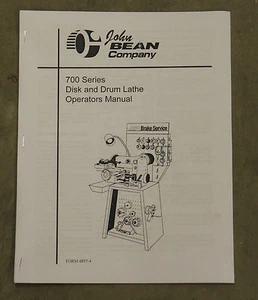 John
BEAN
Company
700 Series
Disk and Drum Lathe
Operators Manual
Brake Service